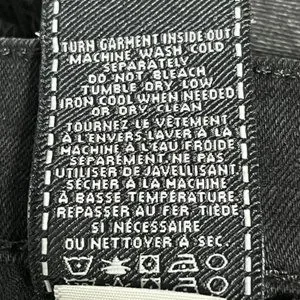 TURN GARMENT INSIDE OUT
MACHINE WASH COLD
SEPARATELY
DO NOT BLEACH
TUMBLE DRY LOW
IRON COOL WHEN NEEDED
OR DRY CLEAN
TOURNEZ LE VÊTEMENT
À L'ENVERS. LAVER À LA
MACHINE À L'EAU FROIDE
SÉPAREMENT. NE PAS
UTILISER DE JAVELLISANT.
SÉCHER À LA MACHINE
À BASSE TEMPÉRATURE.
REPASSER AU FER TIÈDE
SI NÉCESSAIRE
OU NETTOYER À SEC.